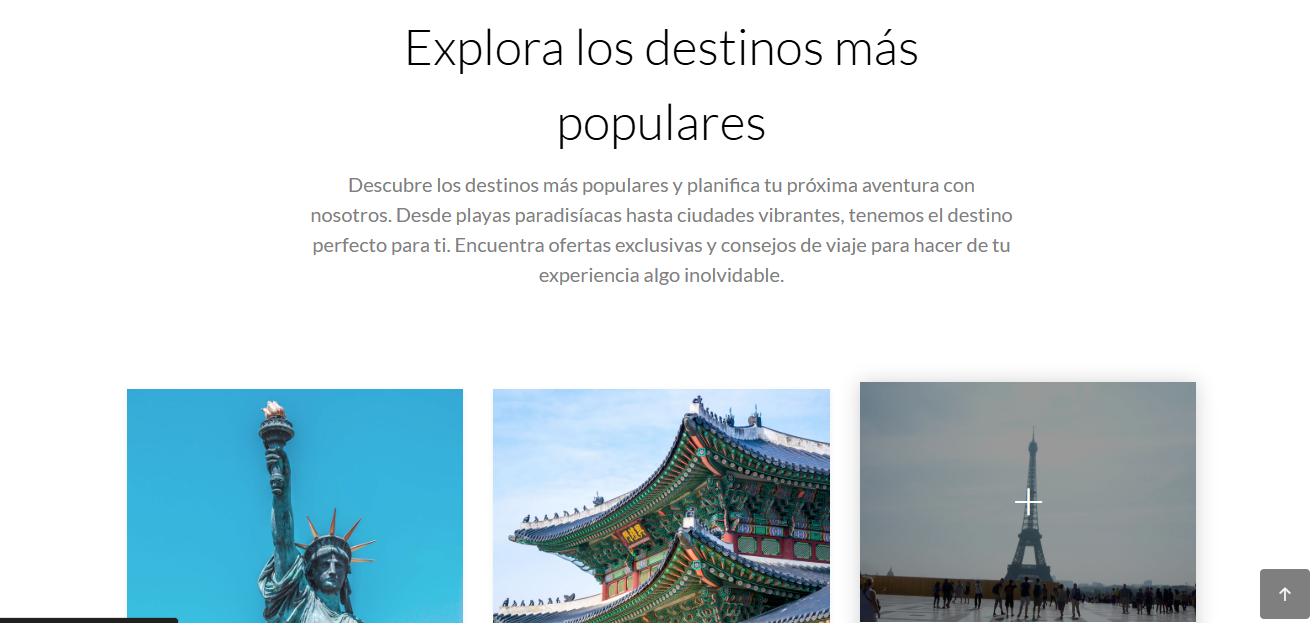 Explora los destinos más
populares
Descubre los destinos más populares y planifica tu próxima aventura con
nosotros. Desde playas paradisíacas hasta ciudades vibrantes, tenemos el destino
perfecto para ti. Encuentra ofertas exclusivas y consejos de viaje para hacer de tu
experiencia algo inolvidable.